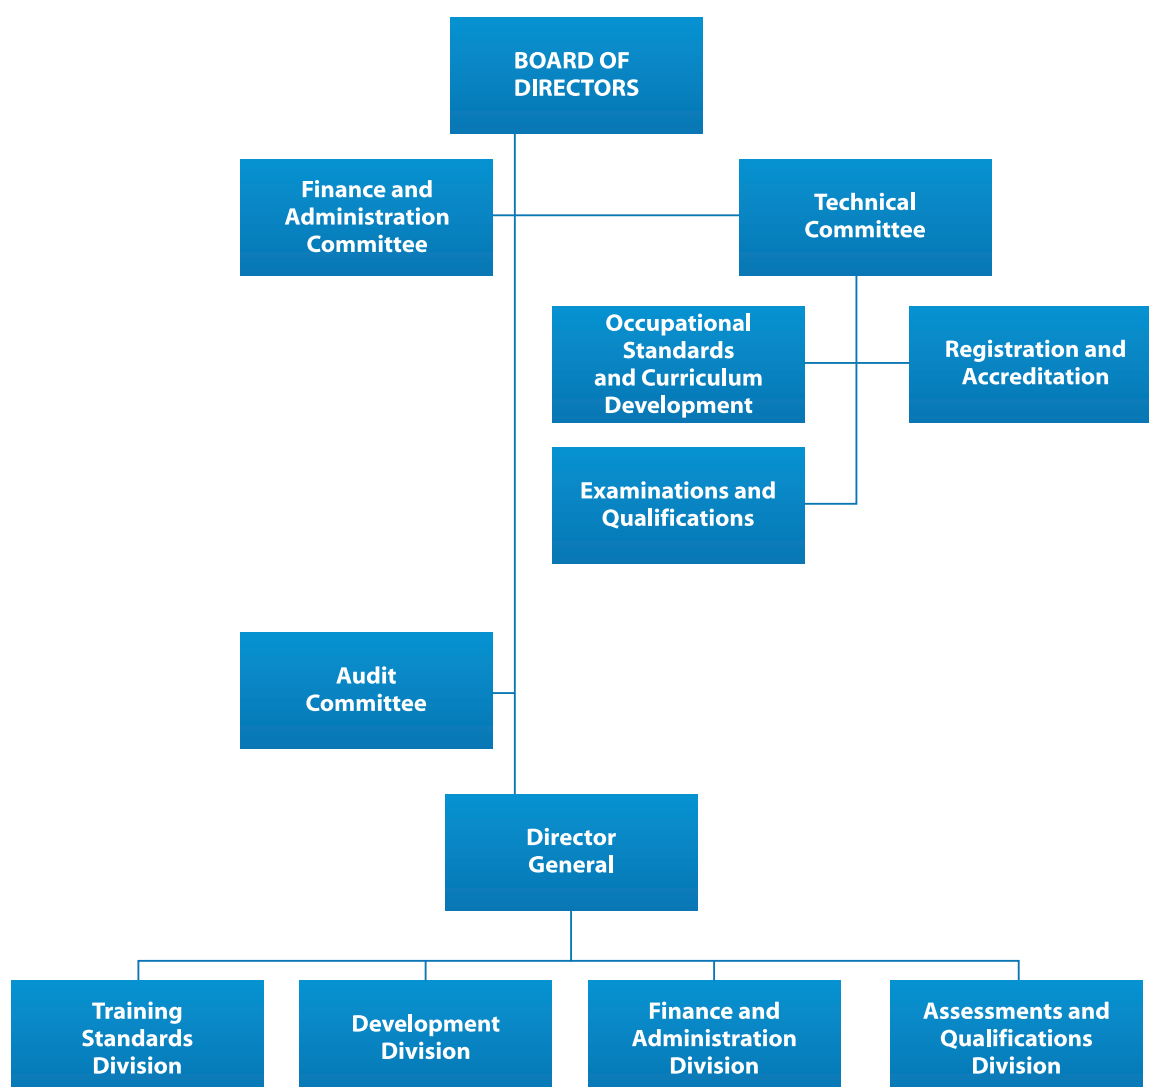 BOARD OF
DIRECTORS
Finance and
Administration
Committee
Technical
Committee
Occupational
Standards
and Curriculum
Development
Registration and
Accreditation
Examinations and
Qualifications
Audit
Committee
Director
General
Training
Standards
Division
Development
Division
Finance and
Administration
Division
Assessments and
Qualifications
Division